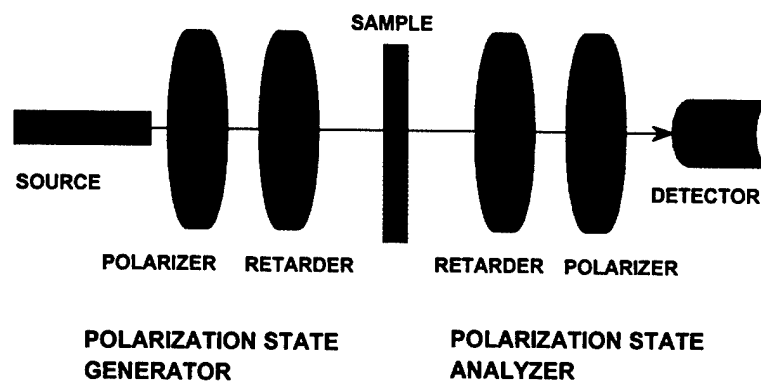 SAMPLE
SOURCE
DETECTOR
POLARIZER
RETARDER
RETARDER
POLARIZER
POLARIZATION STATE
GENERATOR
POLARIZATION STATE
ANALYZER